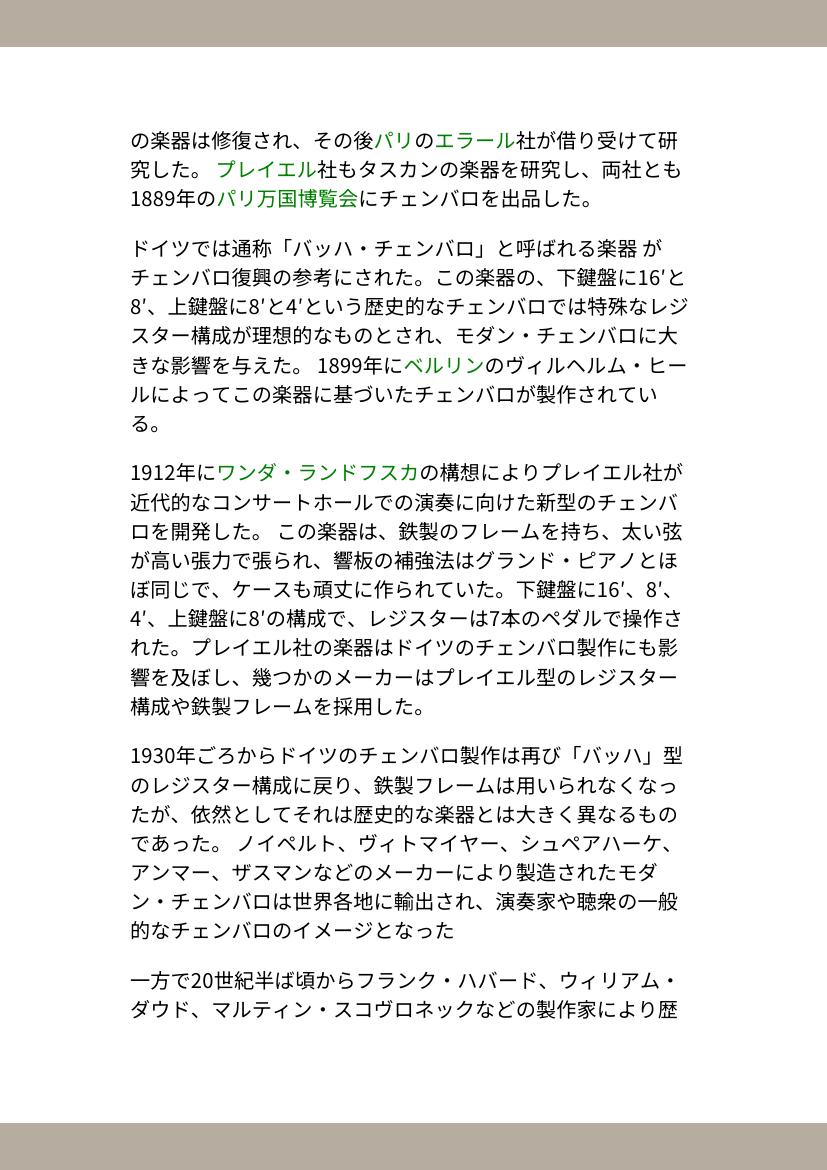 の楽器は修復され、その後パリのエラール社が借り受けて研
究した。 プレイエル社もタスカンの楽器を研究し、両社とも
1889年のパリ万国博覧会にチェンバロを出品した。
ドイツでは通称「バッハ・チェンバロ」と呼ばれる楽器 が
チェンバロ復興の参考にされた。この楽器の、下鍵盤に16′と
8′、上鍵盤に8′と4′という歴史的なチェンバロでは特殊なレジ
スター構成が理想的なものとされ、モダン・チェンバロに大
きな影響を与えた。 1899年にベルリンのヴィルヘルム・ヒー
ルによってこの楽器に基づいたチェンバロが製作されてい
る。
1912年にワンダ・ランドフスカの構想によりプレイエル社が
近代的なコンサートホールでの演奏に向けた新型のチェンバ
ロを開発した。 この楽器は、鉄製のフレームを持ち、太い弦
が高い張力で張られ、響板の補強法はグランド・ピアノとほ
ぼ同じで、ケースも頑丈に作られていた。下鍵盤に16′、8′、
4′、上鍵盤に8′の構成で、レジスターは7本のペダルで操作さ
れた。プレイエル社の楽器はドイツのチェンバロ製作にも影
響を及ぼし、幾つかのメーカーはプレイエル型のレジスター
構成や鉄製フレームを採用した。
1930年ごろからドイツのチェンバロ製作は再び「バッハ」型
のレジスター構成に戻り、鉄製フレームは用いられなくなっ
たが、依然としてそれは歴史的な楽器とは大きく異なるもの
であった。 ノイペルト、ヴィトマイヤー、シュペアハーケ、
アンマー、ザスマンなどのメーカーにより製造されたモダ
ン・チェンバロは世界各地に輸出され、演奏家や聴衆の一般
的なチェンバロのイメージとなった
一方で20世紀半ば頃からフランク・ハバード、ウィリアム・
ダウド、マルティン・スコヴロネックなどの製作家により歴